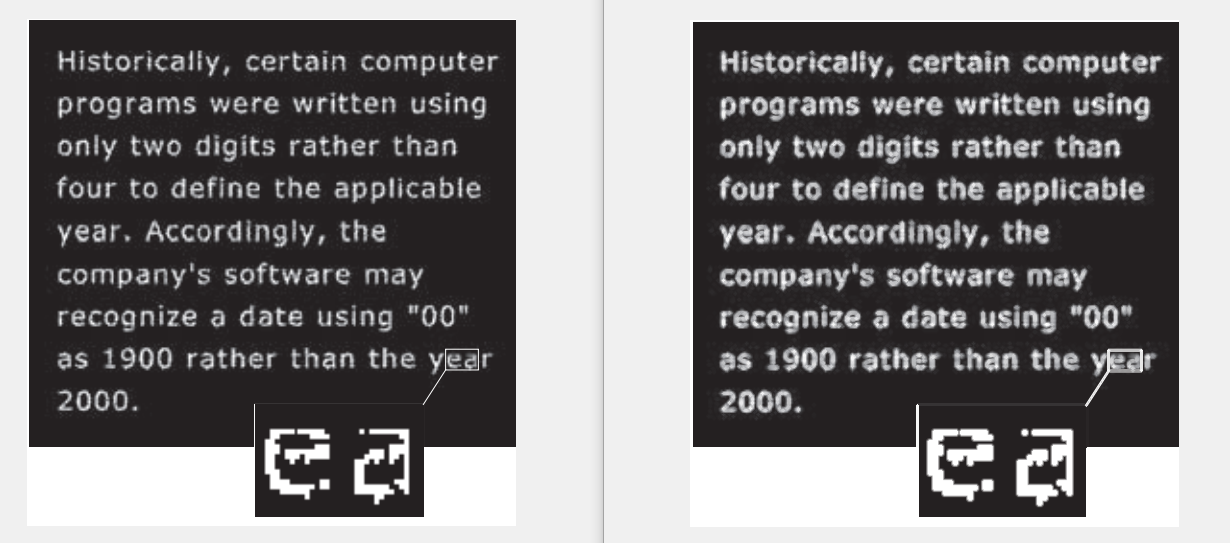 Historically, certain computer
programs were written using
only two digits rather than
four to define the applicable
year. Accordingly, the
company's software may
recognize a date using "00"
as 1900 rather than the year
2000.
ea
Historically, certain computer
programs were written using
only two digits rather than
four to define the applicable
year. Accordingly, the
company's software may
recognize a date using "00"
as 1900 rather than the year
2000.
ea